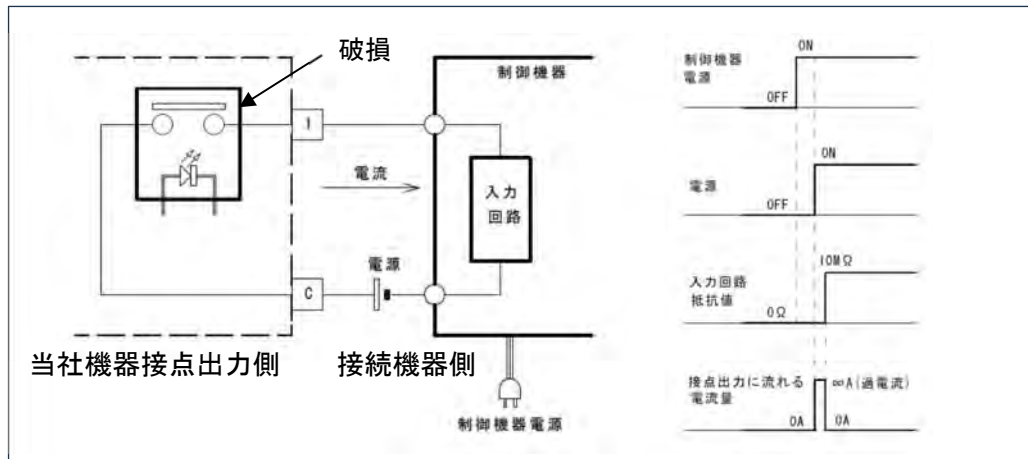 破損
制御機器
1
電流
入力
回路
電源
C
当社機器接点出力側
接続機器側
制御機器電源
制御機器
電源
ON
OFF
電源
ON
OFF
入力回路
抵抗値
10MΩ
0Ω
接点出力に流れる
電流量
∞A(過電流)
0A
0A